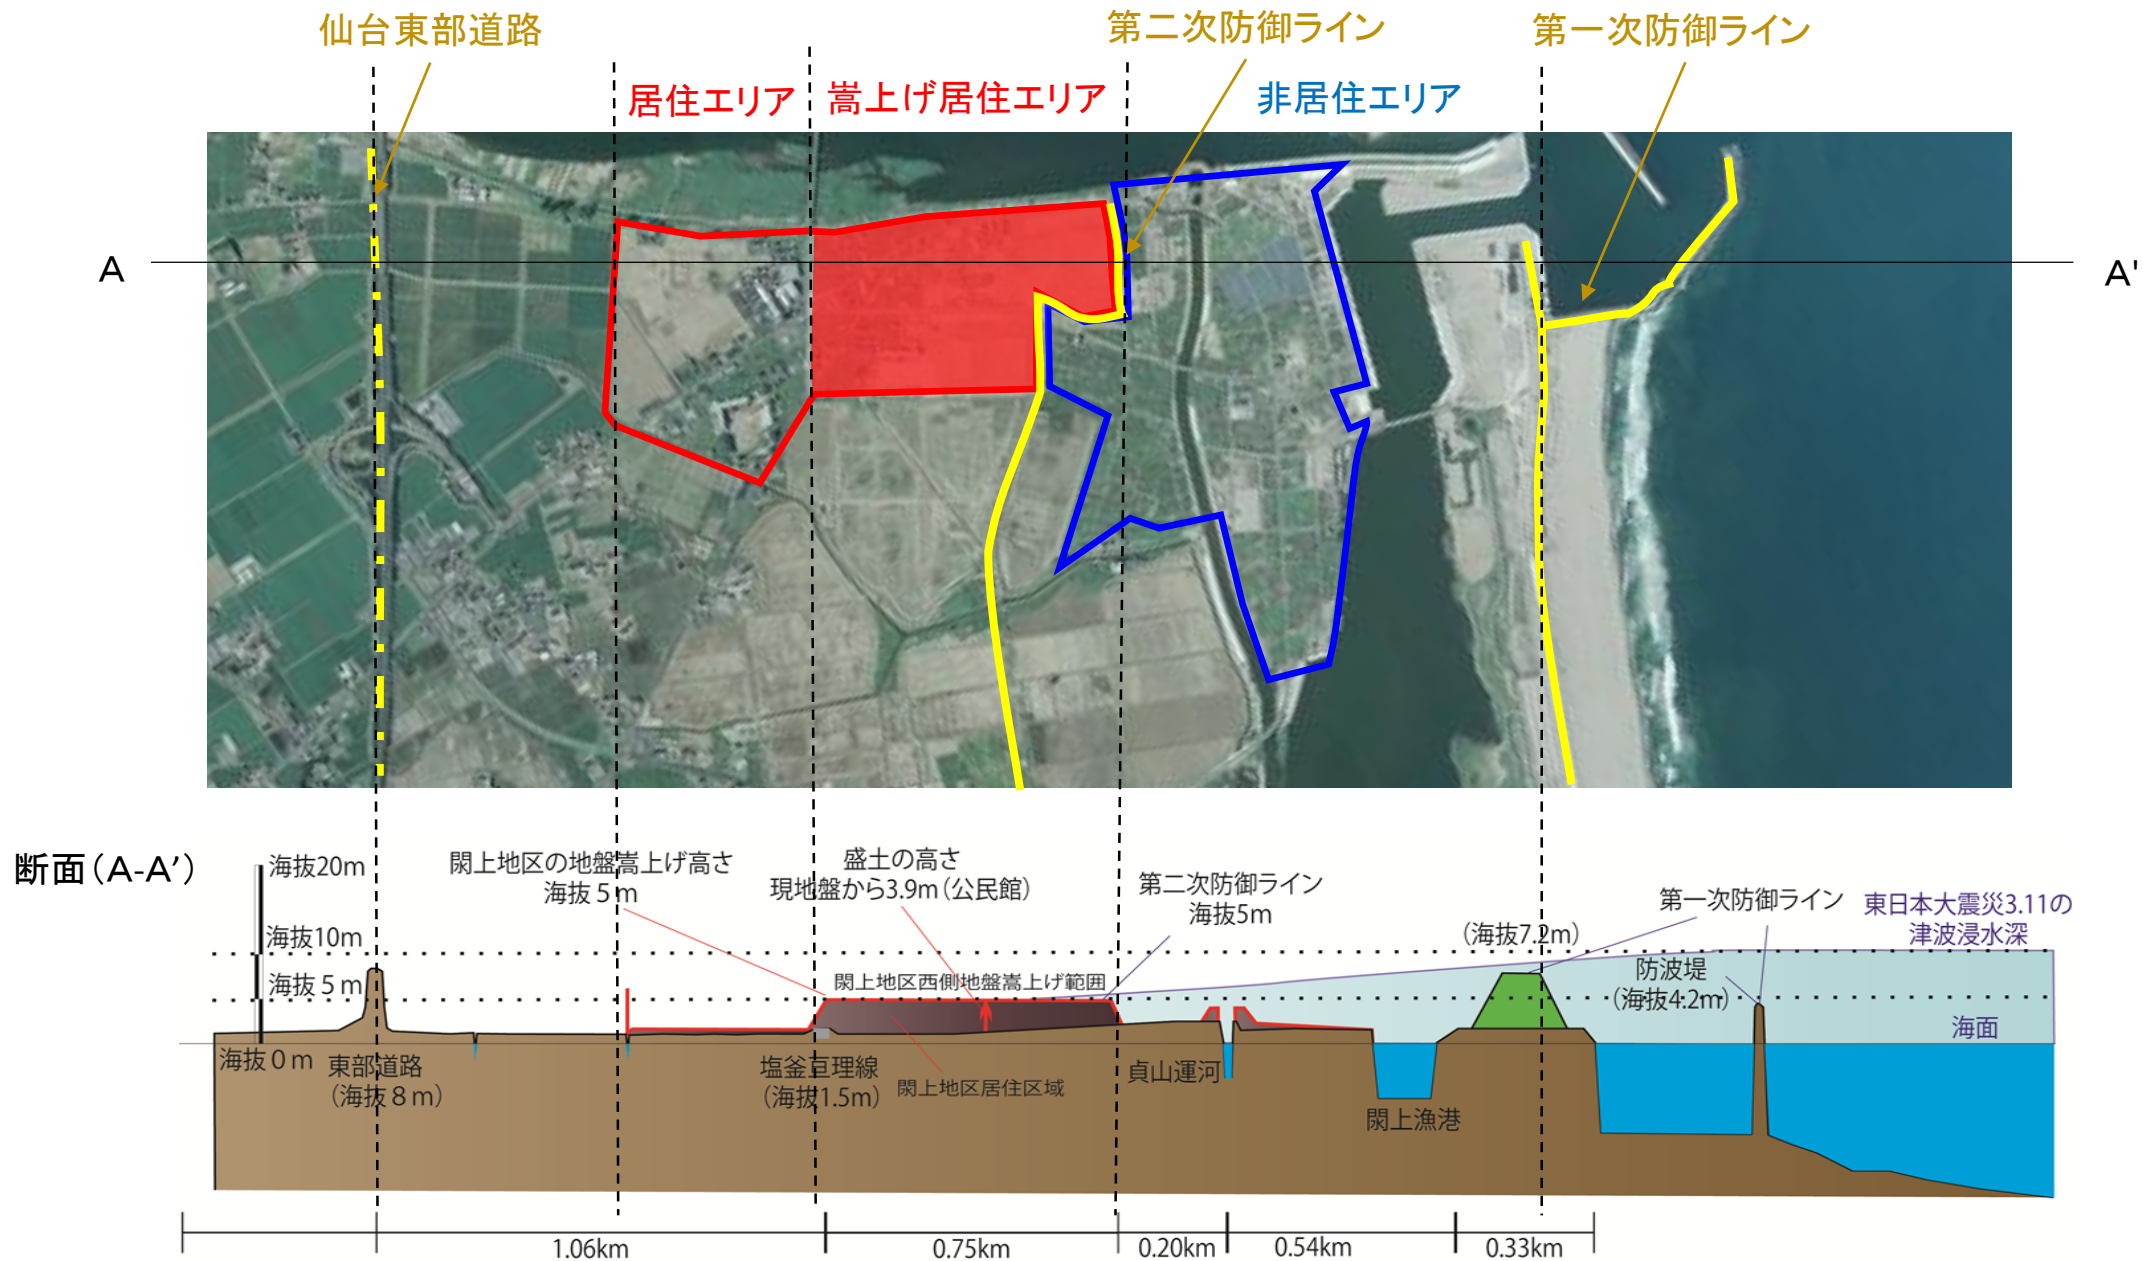 仙台東部道路
第二次防御ライン
第一次防御ライン
居住エリア
嵩上げ居住エリア
非居住エリア
A
A'
断面(A-A’)
海抜20m
海抜10m
海抜5m
海抜0m
閖上地区の地盤嵩上げ高さ
海抜5m
盛土の高さ
現地盤から3.9m(公民館)
第二次防御ライン
海抜5m
第一次防御ライン
(海抜7.2m)
東日本大震災3.11の
津波浸水深
防波堤
(海抜4.2m)
海面
閖上地区西側地盤嵩上げ範囲
東部道路
(海抜8m)
塩釜亘理線
(海抜1.5m)
閖上地区居住区域
貞山運河
閖上漁港
1.06km
0.75km
0.20km
0.54km
0.33km